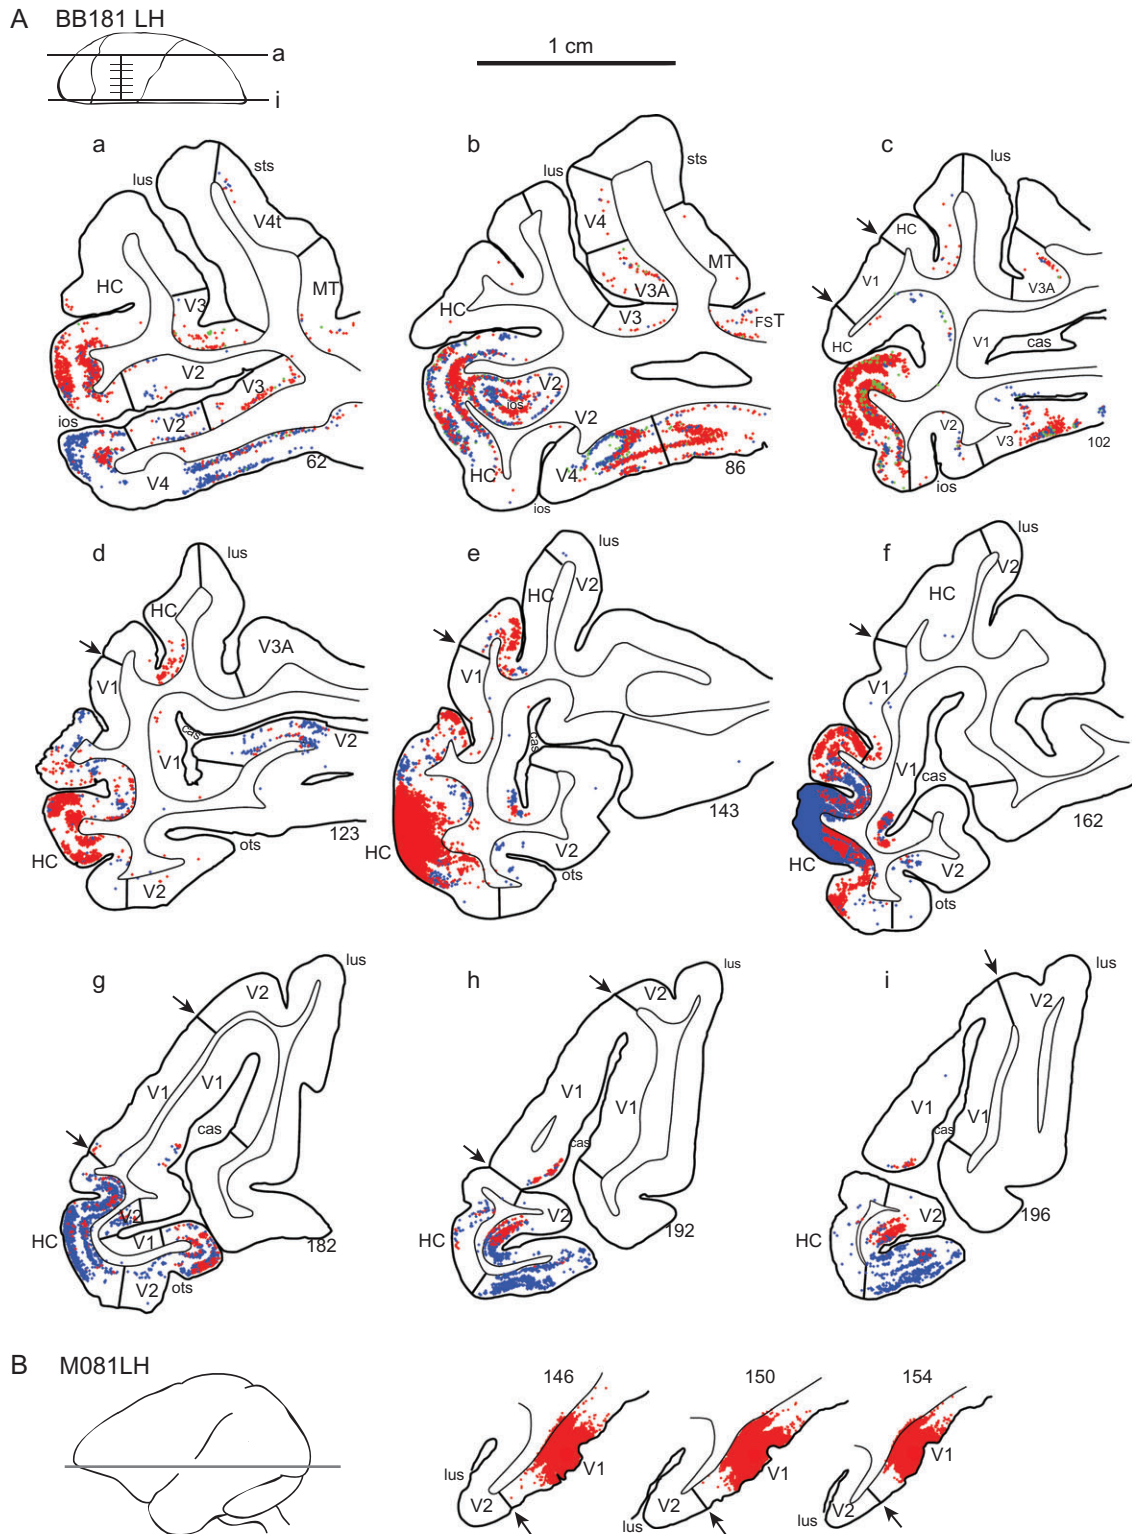 A BB181 LH
1 cm
a
i
a
lus
sts
V4t
HC
MT
V3
V2
V3
ios
V2
V4
62
b
lus
sts
V4
MT
V3A
HC
V3
FST
V2
ios
V2
HC
V4
86
ios
c
lus
HC
V1
V3A
V1
cas
HC
V2
V3
102
ios
d
lus
HC
V3A
V1
cas
V2
V1
123
ots
HC
V2
e
V2
lus
HC
V1
cas
143
HC
V2
ots
f
lus
V2
HC
V1
V1
cas
162
HC
V2
ots
g
lus
V2
V1
V1
cas
V2
HC
V1
182
V2
ots
h
lus
V2
V1
V1
cas
V2
HC
192
i
V2
V1
V1
cas
V2
196
HC
B M081LH
146
150
154
V1
lus
V2
V1
V2
lus
V1
V2
lus